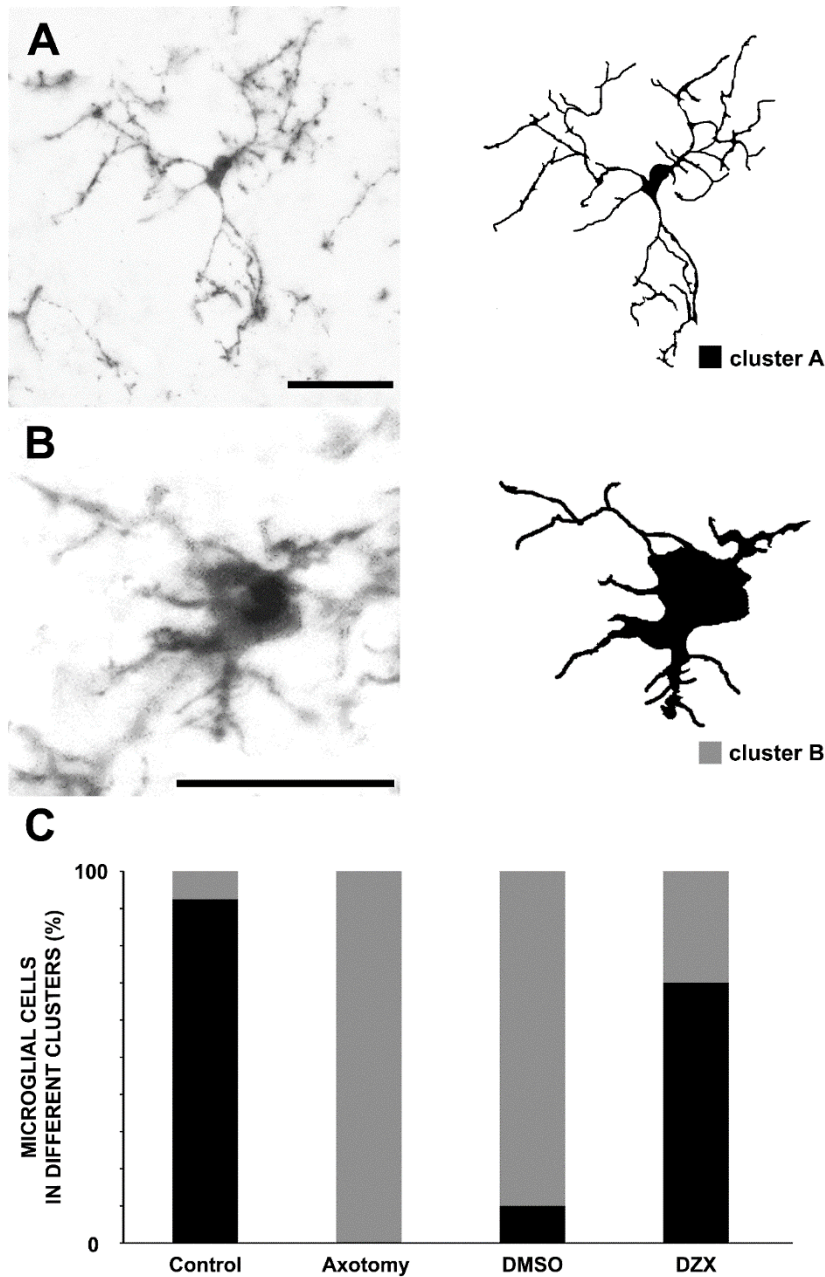 A
cluster A
B
cluster B
C
MICROGLIAL CELLS
IN DIFFERENT CLUSTERS (%)
100
0
Control Axotomy DMSO DZX